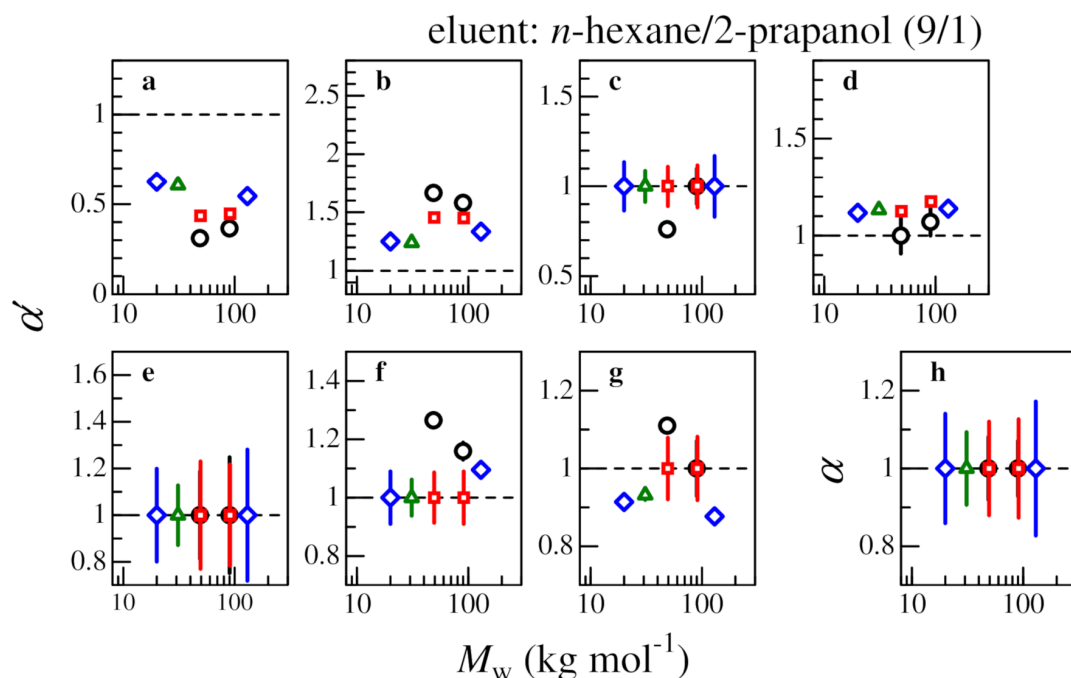 eluent: n-hexane/2-prapanol (9/1)
a b c d
1 2.5 1.5 1.5
0.5 2 1 1
0 1.5 0.5
1
10 100 10 100 10 100 10 100
α′
e f g h
1.6 1.4 1.2 1.2
1.4 1.2 1 1
1.2 1 0.8 0.8
1 0.8
0.8
10 100 10 100 10 100 10 100
α
Mw (kg mol⁻¹)